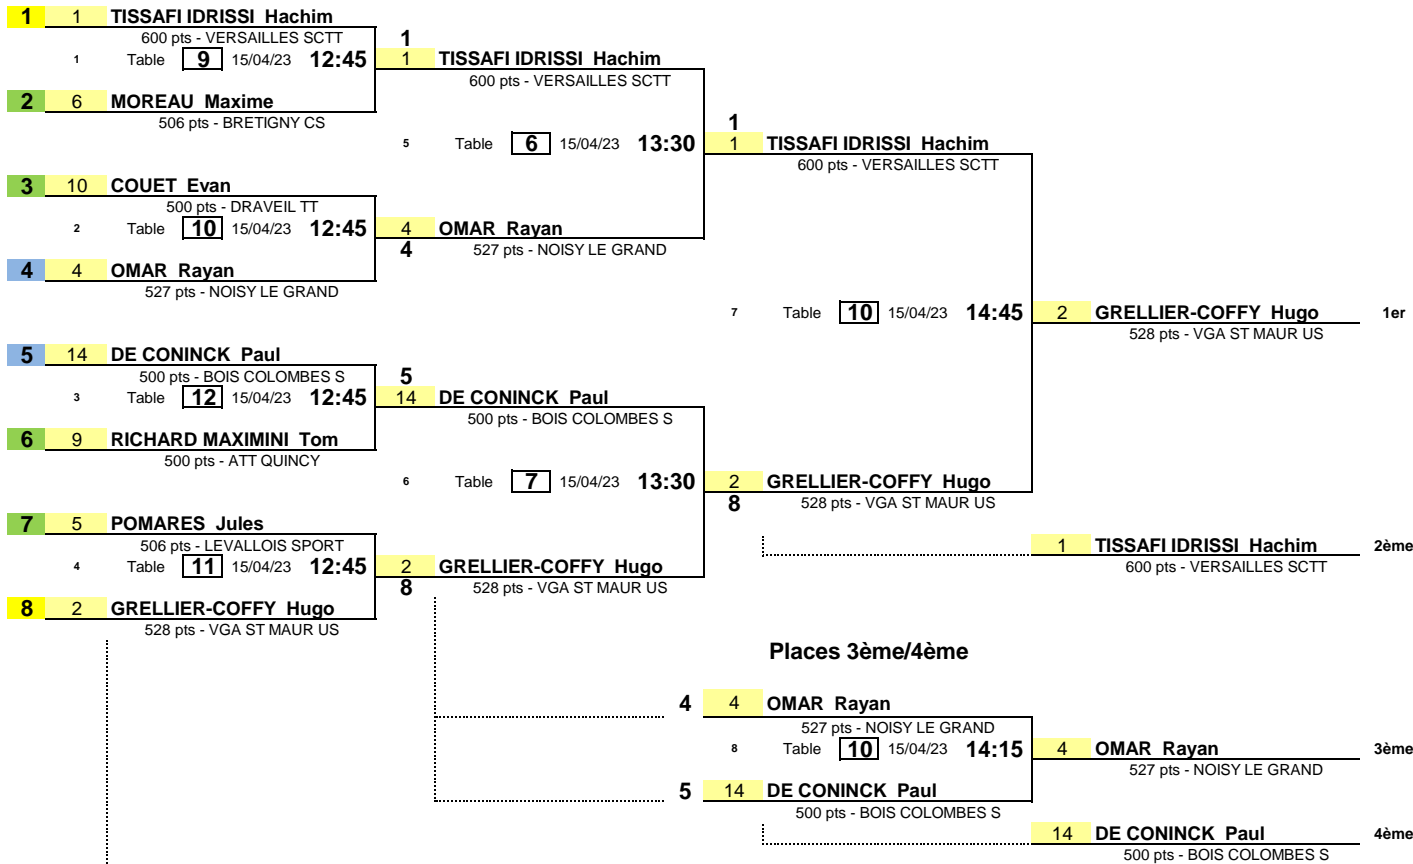 1 1 TISSAFI IDRISSI Hachim
600 pts - VERSAILLES SCTT 1
1 Table 9 15/04/23 12:45 1 TISSAFI IDRISSI Hachim
600 pts - VERSAILLES SCTT
2 6 MOREAU Maxime
506 pts - BRETIGNY CS 1
5 Table 6 15/04/23 13:30 1 TISSAFI IDRISSI Hachim
600 pts - VERSAILLES SCTT
3 10 COUET Evan
500 pts - DRAVEIL TT
2 Table 10 15/04/23 12:45 4 OMAR Rayan
4 527 pts - NOISY LE GRAND
4 4 OMAR Rayan
527 pts - NOISY LE GRAND
7 Table 10 15/04/23 14:45 2 GRELLIER-COFFY Hugo 1er
528 pts - VGA ST MAUR US
5 14 DE CONINCK Paul
500 pts - BOIS COLOMBES S 5
3 Table 12 15/04/23 12:45 14 DE CONINCK Paul
500 pts - BOIS COLOMBES S
6 9 RICHARD MAXIMINI Tom
500 pts - ATT QUINCY
6 Table 7 15/04/23 13:30 2 GRELLIER-COFFY Hugo
8 528 pts - VGA ST MAUR US
7 5 POMARES Jules
506 pts - LEVALLOIS SPORT 1 TISSAFI IDRISSI Hachim 2ème
4 Table 11 15/04/23 12:45 2 GRELLIER-COFFY Hugo 600 pts - VERSAILLES SCTT
8 528 pts - VGA ST MAUR US
8 2 GRELLIER-COFFY Hugo
528 pts - VGA ST MAUR US
Places 3ème/4ème
4 4 OMAR Rayan
527 pts - NOISY LE GRAND
8 Table 10 15/04/23 14:15 4 OMAR Rayan 3ème
527 pts - NOISY LE GRAND
5 14 DE CONINCK Paul
500 pts - BOIS COLOMBES S
14 DE CONINCK Paul 4ème
500 pts - BOIS COLOMBES S